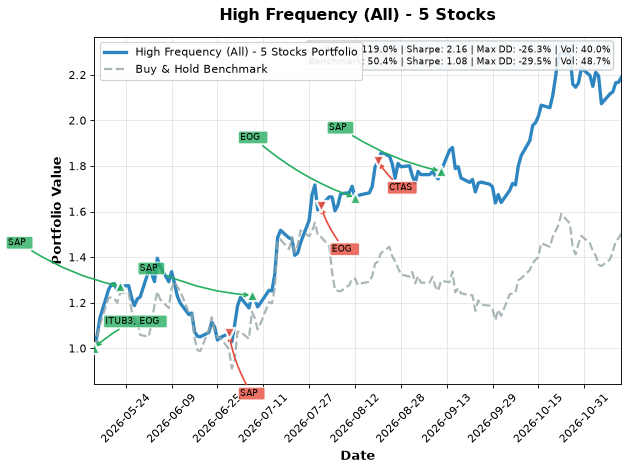 High Frequency (All) - 5 Stocks
High Frequency (All) - 5 Stocks Portfolio
Buy & Hold Benchmark
119.0% | Sharpe: 2.16 | Max DD: -26.3% | Vol: 40.0%
50.4% | Sharpe: 1.08 | Max DD: -29.5% | Vol: 48.7%
Portfolio Value
2.2
2.0
1.8
1.6
1.4
1.2
1.0
SAP
ITUB3, EOG
SAP
SAP
EOG
EOG
SAP
CTAS
2026-05-24
2026-06-09
2026-06-25
2026-07-11
2026-07-27
2026-08-12
2026-08-28
2026-09-13
2026-09-29
2026-10-15
2026-10-31
Date